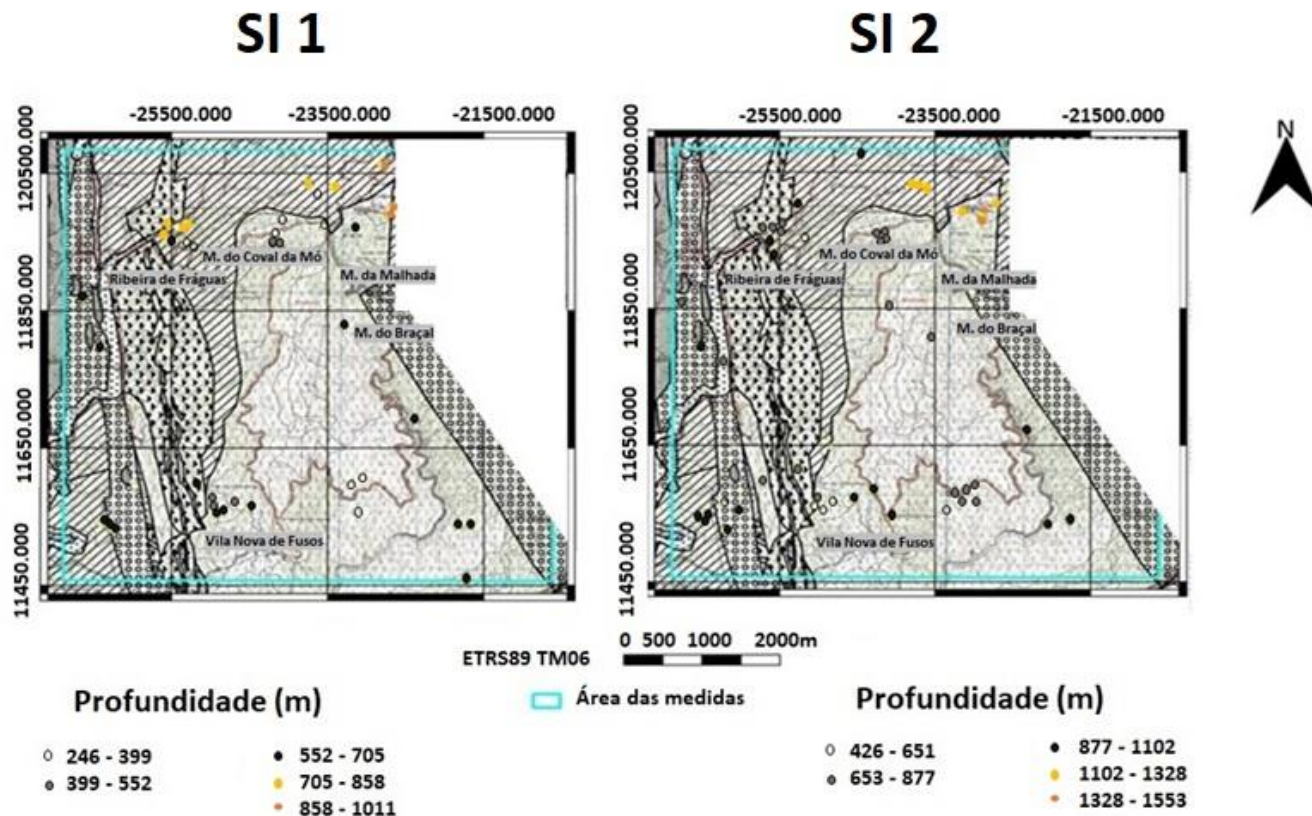 SI 1
SI 2
-25500.000 -23500.000 -21500.000
-25500.000 -23500.000 -21500.000
N
120500.000
11850.000
11650.000
11450.000
M. do Coval da Mó
Ribeira de Fráguas
M. da Malhada
M. do Braçal
Vila Nova de Fusos
120500.000
11850.000
11650.000
11450.000
M. do Coval da Mó
Ribeira de Fráguas
M. da Malhada
M. do Braçal
Vila Nova de Fusos
ETRS89 TM06
0 500 1000 2000m
Área das medidas
Profundidade (m)
246 - 399
399 - 552
552 - 705
705 - 858
858 - 1011
Profundidade (m)
426 - 651
653 - 877
877 - 1102
1102 - 1328
1328 - 1553